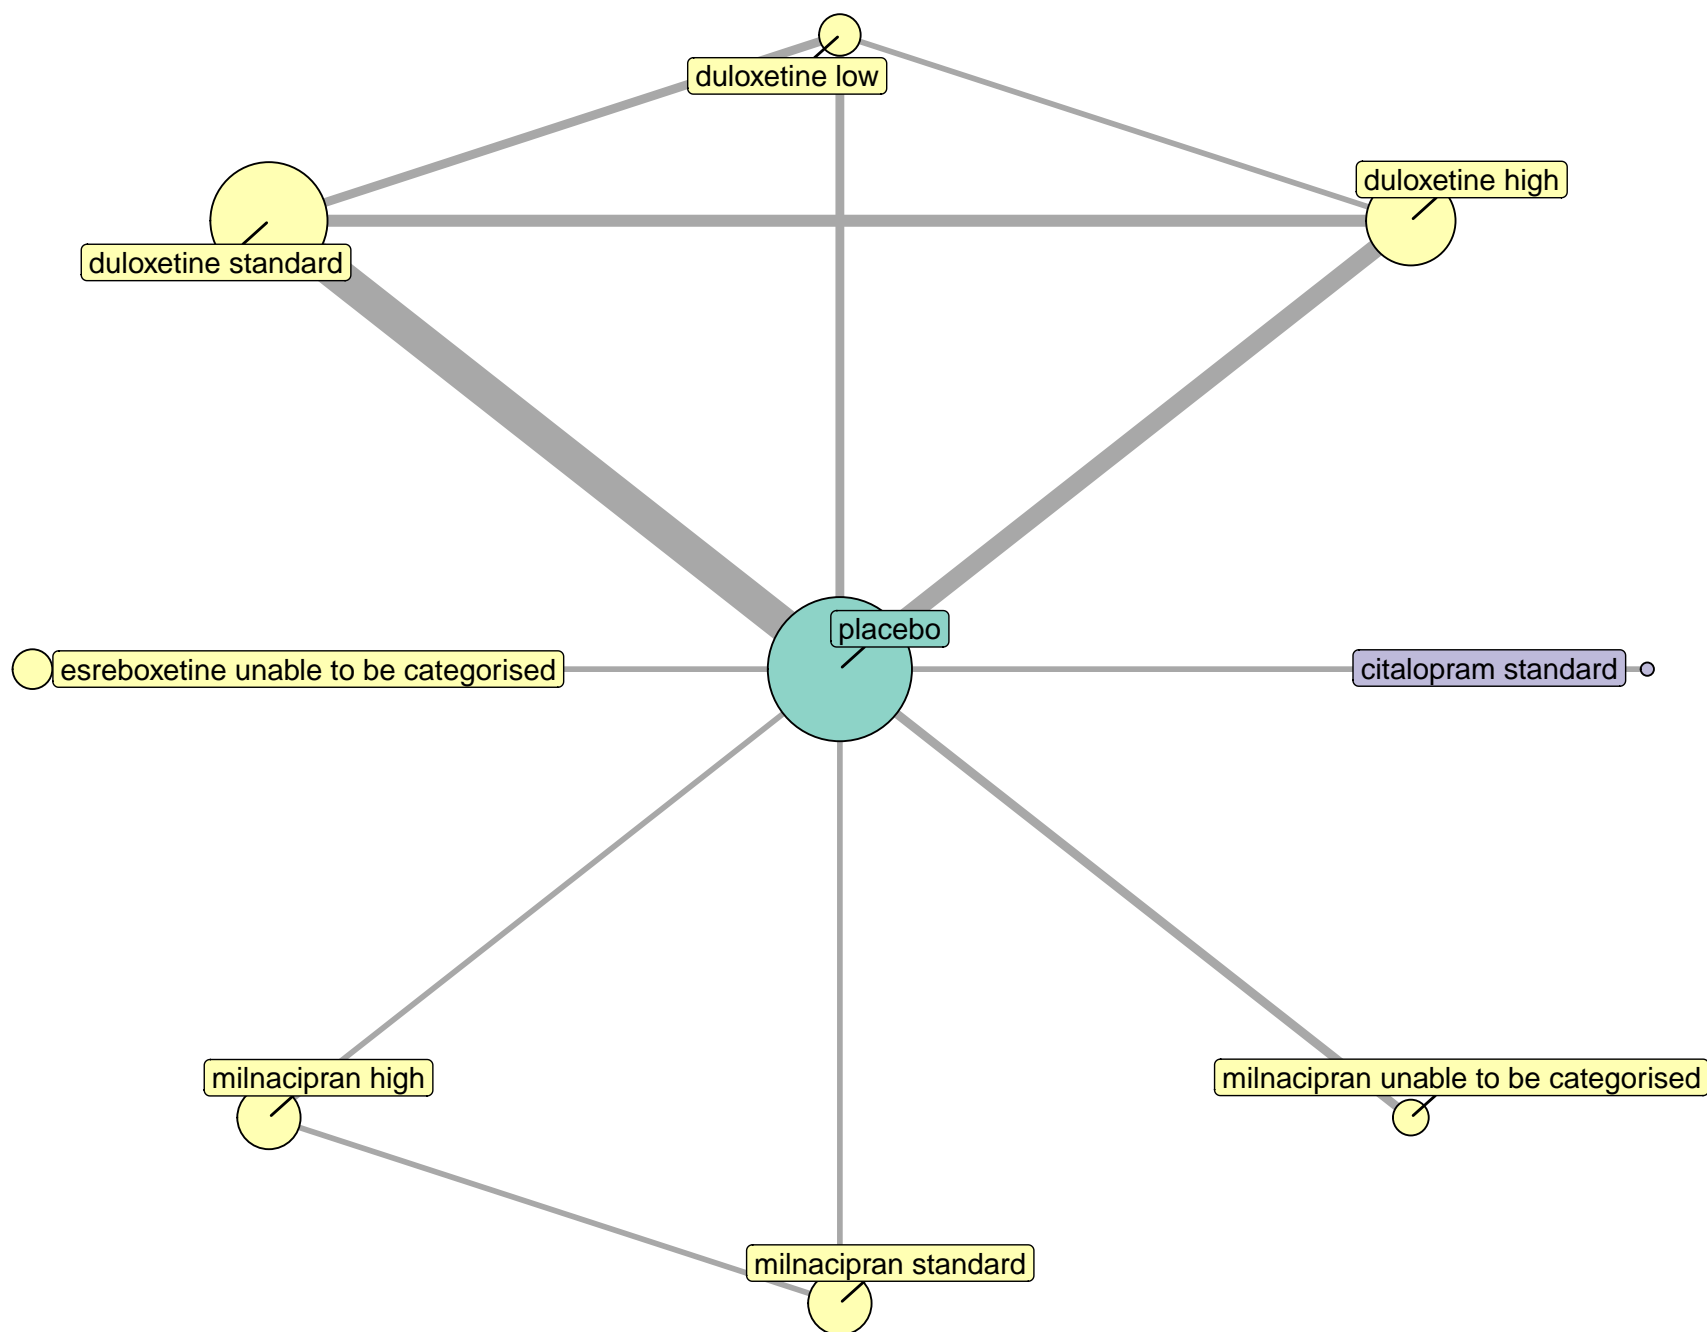 duloxetine low
duloxetine high
duloxetine standard
placebo
esreboxetine unable to be categorised
citalopram standard
milnacipran high
milnacipran unable to be categorised
milnacipran standard